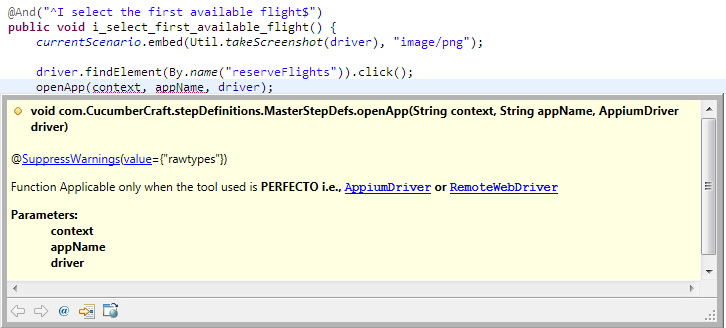 @And("^I select the first available flight$")
public void i_select_first_available_flight() {
currentScenario.embed(Util.takeScreenshot(driver), "image/png");
driver.findElement(By.name("reserveFlights")).click();
openApp(context, appName, driver);
void com.CucumberCraft.stepDefinitions.MasterStepDefs.openApp(String context, String appName, AppiumDriver
driver)
@SuppressWarnings(value={"rawtypes"})
Function Applicable only when the tool used is PERFECTO i.e., AppiumDriver or RemoteWebDriver
Parameters:
context
appName
driver